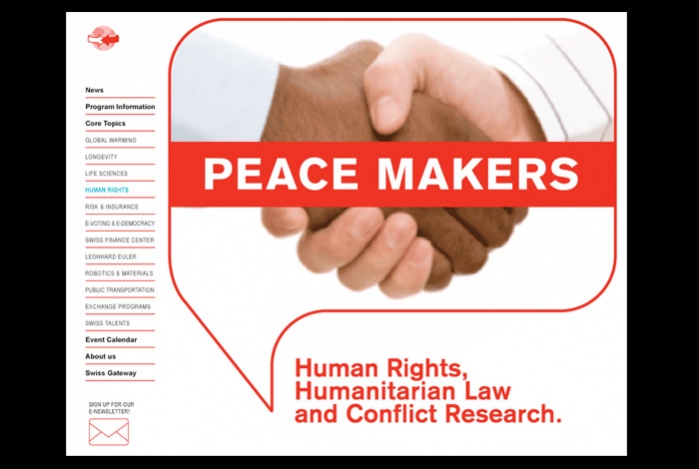 News
Program Information
Core Topics
GLOBAL WARMING
LONGEVITY
LIFE SCIENCES
HUMAN RIGHTS
RISK & INSURANCE
E-VOTING & E-DEMOCRACY
SWISS FINANCE CENTER
LEONHARD EULER
ROBOTICS & MATERIALS
PUBLIC TRANSPORTATION
EXCHANGE PROGRAMS
SWISS TALENTS
Event Calendar
About us
Swiss Gateway
SIGN UP FOR OUR
E-NEWSLETTER!
PEACE MAKERS
Human Rights,
Humanitarian Law
and Conflict Research.